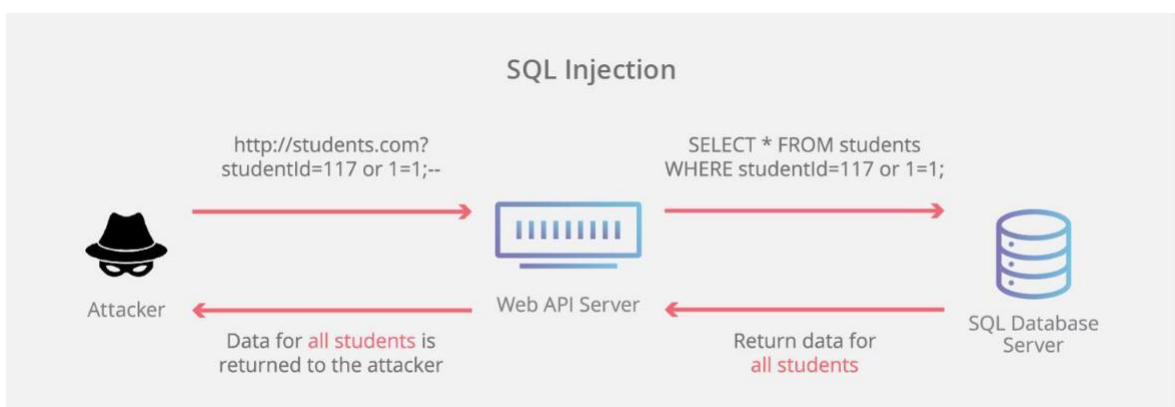 SQL Injection
http://students.com?
studentId=117 or 1=1;--
SELECT * FROM students
WHERE studentId=117 or 1=1;
Attacker
Web API Server
SQL Database
Server
Data for all students is
returned to the attacker
Return data for
all students